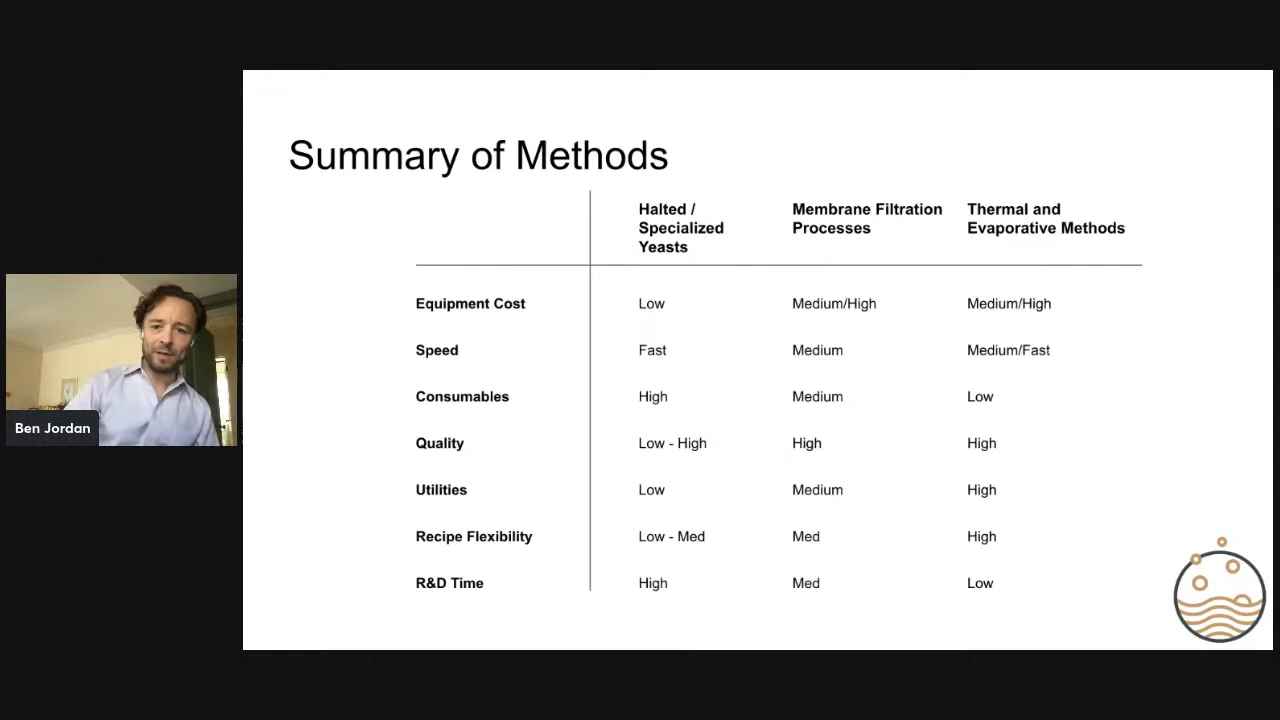 Summary of Methods
Halted / Specialized Yeasts
Membrane Filtration Processes
Thermal and Evaporative Methods
Equipment Cost Low Medium/High Medium/High
Speed Fast Medium Medium/Fast
Consumables High Medium Low
Quality Low - High High High
Utilities Low Medium High
Recipe Flexibility Low - Med Med High
R&D Time High Med Low
Ben Jordan